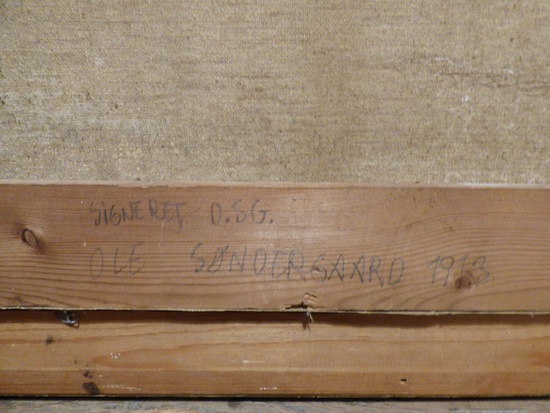 SIGNERET O.SG.
OLE SØNDERGAARD 1913